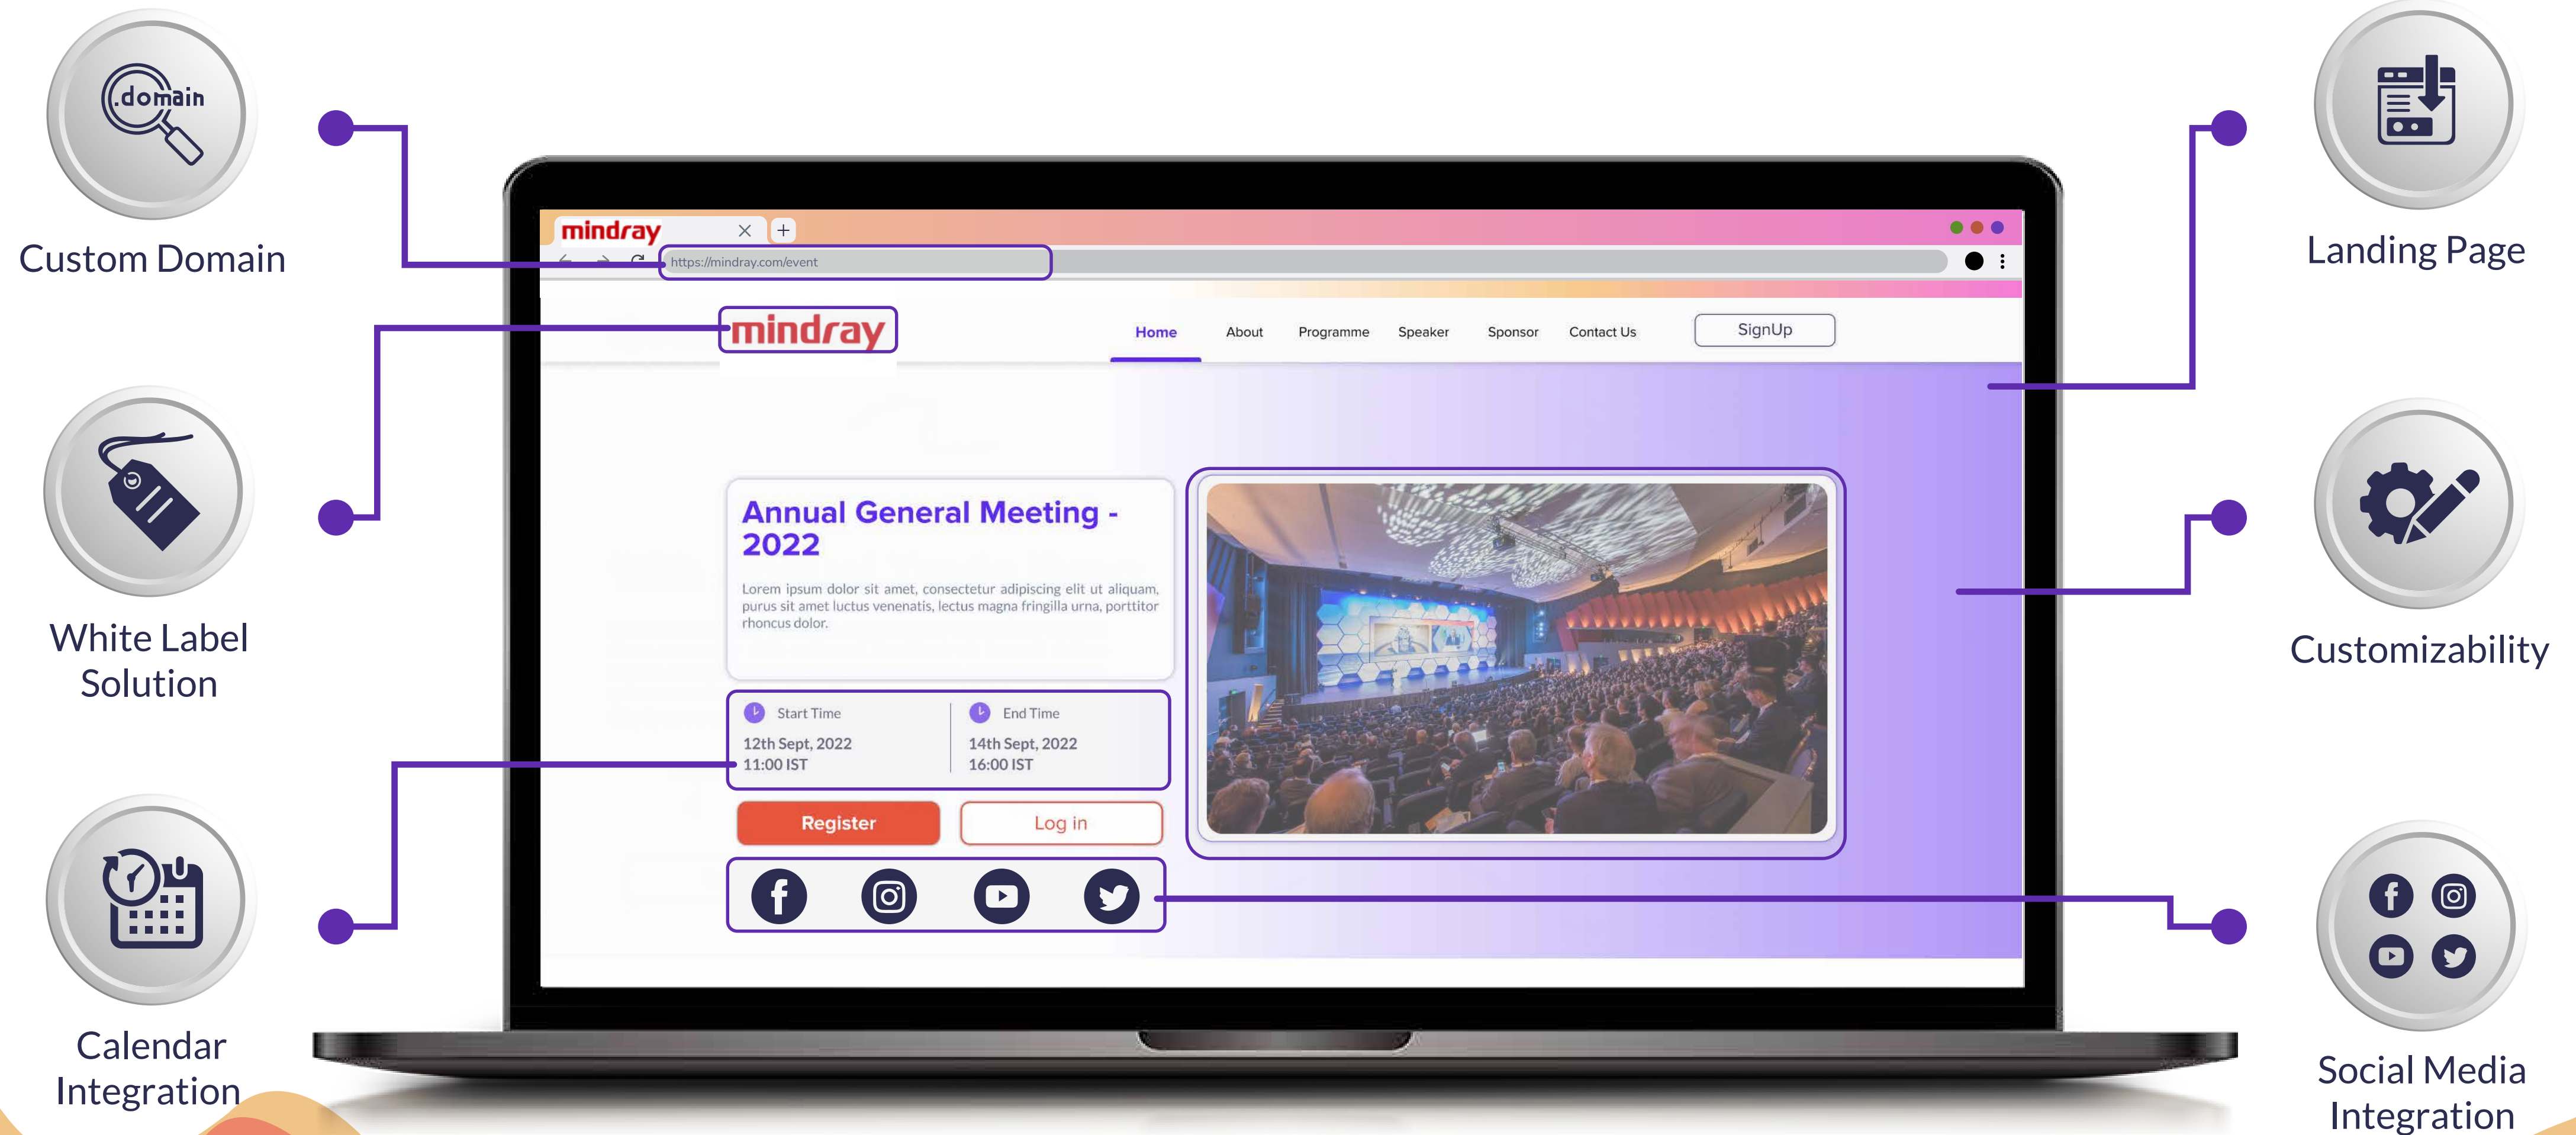 .domain
Custom Domain
White Label
Solution
Calendar
Integration
mindray
https://mindray.com/event
mindray
Home About Programme Speaker Sponsor Contact Us SignUp
Annual General Meeting -
2022
Lorem ipsum dolor sit amet, consectetur adipiscing elit ut aliquam,
purus sit amet luctus venenatis, lectus magna fringilla urna, porttitor
rhoncus dolor.
Start Time
12th Sept, 2022
11:00 IST
End Time
14th Sept, 2022
16:00 IST
Register
Log in
Landing Page
Customizability
Social Media
Integration